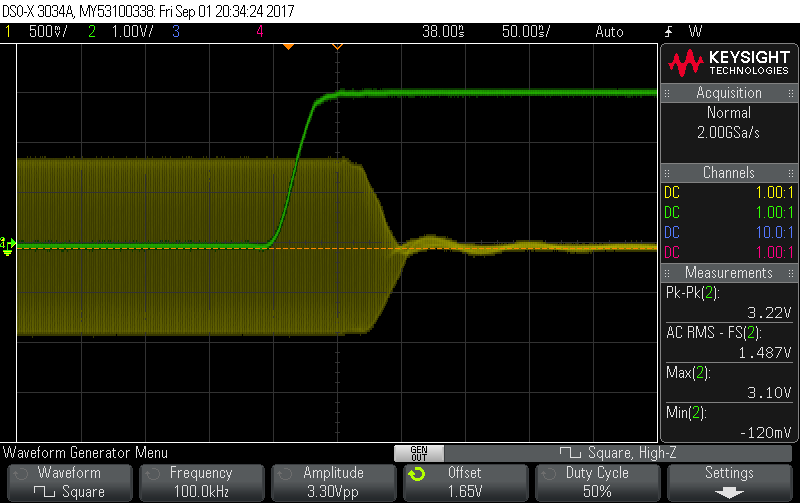 DSO-X 3034A, MY53100338: Fri Sep 01 20:34:24 2017
1 500%/ 2 1.00V/ 3 4 38.00% 50.00%/ Auto W
KEYSIGHT
TECHNOLOGIES
Acquisition
Normal
2.00GSa/s
Channels
DC 1.00:1
DC 1.00:1
DC 10.0:1
DC 1.00:1
Measurements
Pk-Pk(2):
3.22V
AC RMS - FS(2):
1.487V
Max(2):
3.10V
Min(2):
-120mV
2
Waveform Generator Menu
GEN
OUT
Square, High-Z
Waveform
Square
Frequency
100.0kHz
Amplitude
3.30Vpp
Offset
1.65V
Duty Cycle
50%
Settings